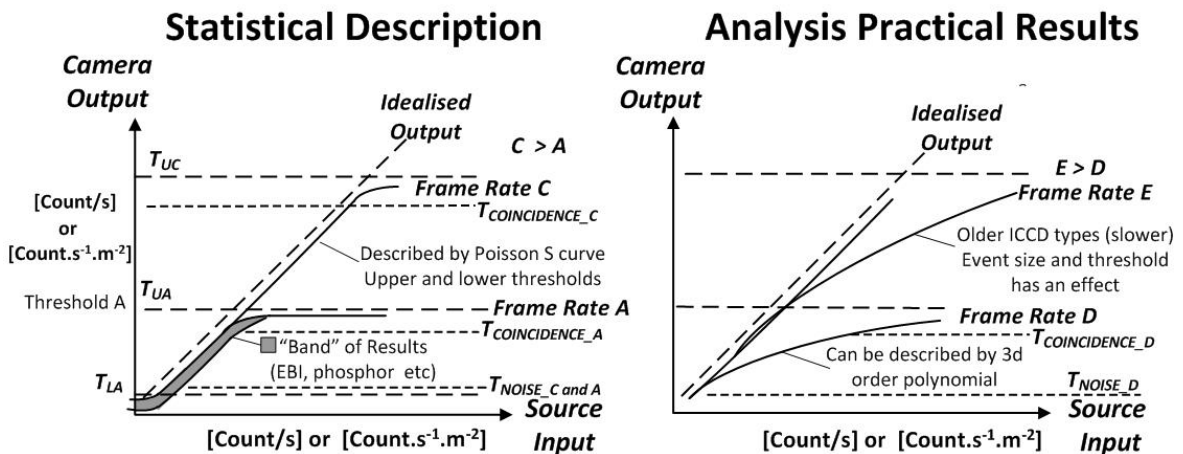 Statistical Description
Camera
Output
Idealised
Output
C > A
T_UC
Frame Rate C
T_COINCIDENCE_C
[Count/s]
or
[Count.s⁻¹.m⁻²]
Described by Poisson S curve
Upper and lower thresholds
T_UA
Threshold A
Frame Rate A
T_COINCIDENCE_A
"Band" of Results
(EBI, phosphor etc)
T_LA
T_NOISE_C and A
Source
Input
[Count/s] or [Count.s⁻¹.m⁻²]
Analysis Practical Results
Camera
Output
Idealised
Output
E > D
Frame Rate E
Older ICCD types (slower)
Event size and threshold
has an effect
Frame Rate D
T_COINCIDENCE_D
Can be described by 3d
order polynomial
T_NOISE_D
Source
Input
[Count/s] or [Count.s⁻¹.m⁻²]